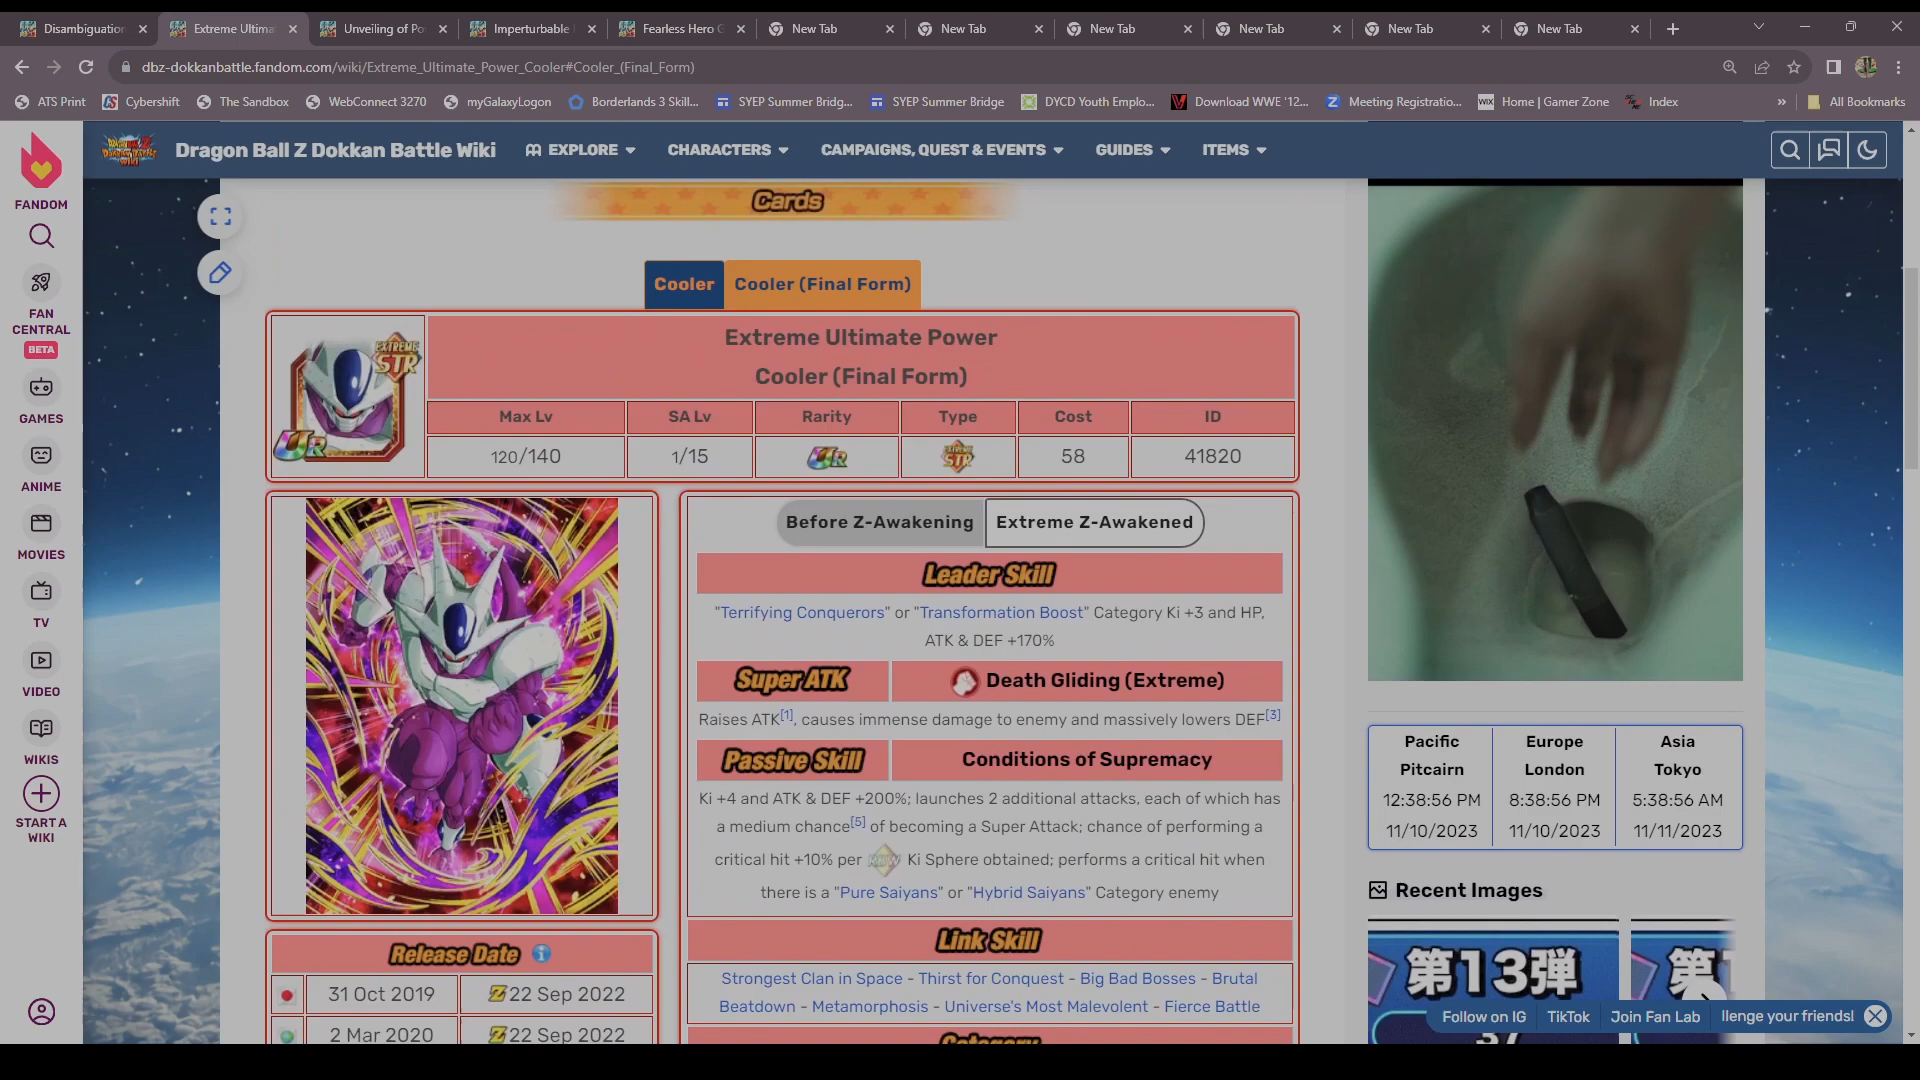 Disambiguation
Extreme Ultima
Unveiling of Po
Imperturbable
Fearless Hero G
New Tab
New Tab
New Tab
New Tab
New Tab
New Tab
dbz-dokkanbattle.fandom.com/wiki/Extreme_Ultimate_Power_Cooler#Cooler_(Final_Form)
ATS Print
Cybershift
The Sandbox
WebConnect 3270
myGalaxyLogon
Borderlands 3 Skill...
SYEP Summer Bridg...
SYEP Summer Bridge
DYCD Youth Emplo...
Download WWE '12...
Meeting Registratio...
WIX Home | Gamer Zone
Index
» All Bookmarks
Dragon Ball Z Dokkan Battle Wiki
EXPLORE
CHARACTERS
CAMPAIGNS, QUEST & EVENTS
GUIDES
ITEMS
FANDOM
FAN
CENTRAL
BETA
GAMES
ANIME
MOVIES
TV
VIDEO
WIKIS
START A
WIKI
Cards
Cooler
Cooler (Final Form)
EXTREME
STR
UR
Extreme Ultimate Power
Cooler (Final Form)
Max Lv SA Lv Rarity Type Cost ID
120/140 1/15 UR EXTREME STR 58 41820
Before Z-Awakening
Extreme Z-Awakened
Leader Skill
"Terrifying Conquerors" or "Transformation Boost" Category Ki +3 and HP,
ATK & DEF +170%
Super ATK
Death Gliding (Extreme)
Raises ATK[1], causes immense damage to enemy and massively lowers DEF[3]
Passive Skill
Conditions of Supremacy
Ki +4 and ATK & DEF +200%; launches 2 additional attacks, each of which has
a medium chance[5] of becoming a Super Attack; chance of performing a
critical hit +10% per Ki Sphere obtained; performs a critical hit when
there is a "Pure Saiyans" or "Hybrid Saiyans" Category enemy
Link Skill
Strongest Clan in Space - Thirst for Conquest - Big Bad Bosses - Brutal
Beatdown - Metamorphosis - Universe's Most Malevolent - Fierce Battle
Category
Release Date
31 Oct 2019 Z 22 Sep 2022
2 Mar 2020 Z 22 Sep 2022
Pacific
Pitcairn
12:38:56 PM
11/10/2023
Europe
London
8:38:56 PM
11/10/2023
Asia
Tokyo
5:38:56 AM
11/11/2023
Recent Images
第13弾
第1
37
Follow on IG
TikTok
Join Fan Lab
llenge your friends!